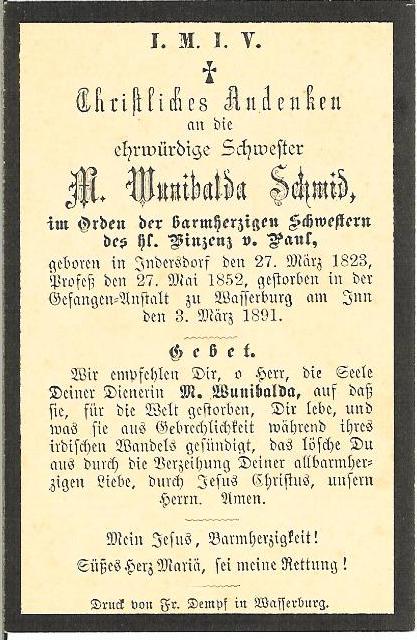 I. M. I. V.
Christliches Andenken
an die
ehrwürdige Schwester
M. Wunibalda Schmid,
im Orden der barmherzigen Schwestern
des hl. Vinzenz v. Paul,
geboren in Indersdorf den 27. März 1823,
Profeß den 27. Mai 1852, gestorben in der
Gefangen-Anstalt zu Wasserburg am Inn
den 3. März 1891.
Gebet.
Wir empfehlen Dir, o Herr, die Seele
Deiner Dienerin M. Wunibalda, auf daß
sie, für die Welt gestorben, Dir lebe, und
was sie aus Gebrechlichkeit während ihres
irdischen Wandels gesündigt, das lösche Du
aus durch die Verzeihung Deiner allbarmher-
zigen Liebe, durch Jesus Christus, unsern
Herrn. Amen.
Mein Jesus, Barmherzigkeit!
Süßes Herz Mariä, sei meine Rettung!
Druck von Fr. Dempf in Wasserburg.